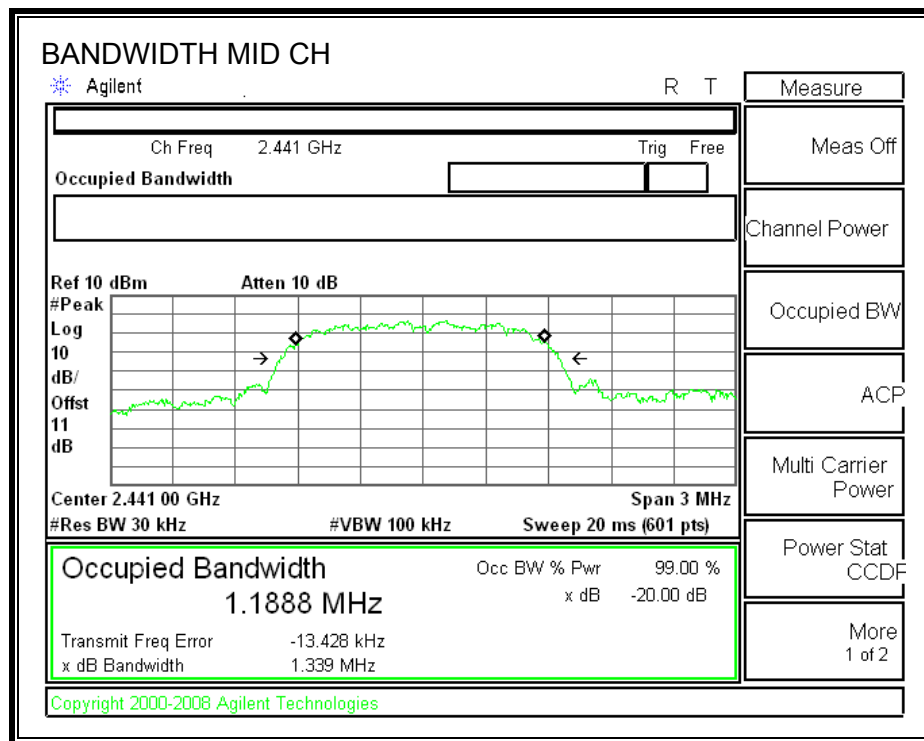 BANDWIDTH MID CH
Agilent R T
Ch Freq 2.441 GHz Trig Free
Occupied Bandwidth
Ref 10 dBm Atten 10 dB
#Peak
Log
10
dB/
Offst
11
dB
Center 2.441 00 GHz Span 3 MHz
#Res BW 30 kHz #VBW 100 kHz Sweep 20 ms (601 pts)
Occupied Bandwidth
1.1888 MHz
Occ BW % Pwr 99.00 %
x dB -20.00 dB
Transmit Freq Error -13.428 kHz
x dB Bandwidth 1.339 MHz
Copyright 2000-2008 Agilent Technologies
Measure
Meas Off
Channel Power
Occupied BW
ACP
Multi Carrier
Power
Power Stat
CCDF
More
1 of 2